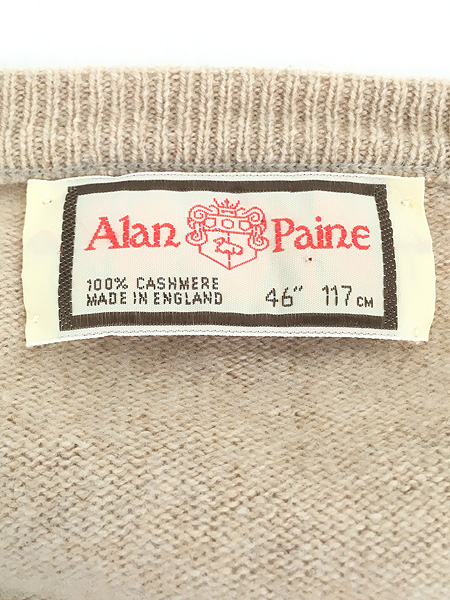 Alan Paine
100% CASHMERE
MADE IN ENGLAND 46" 117 CM